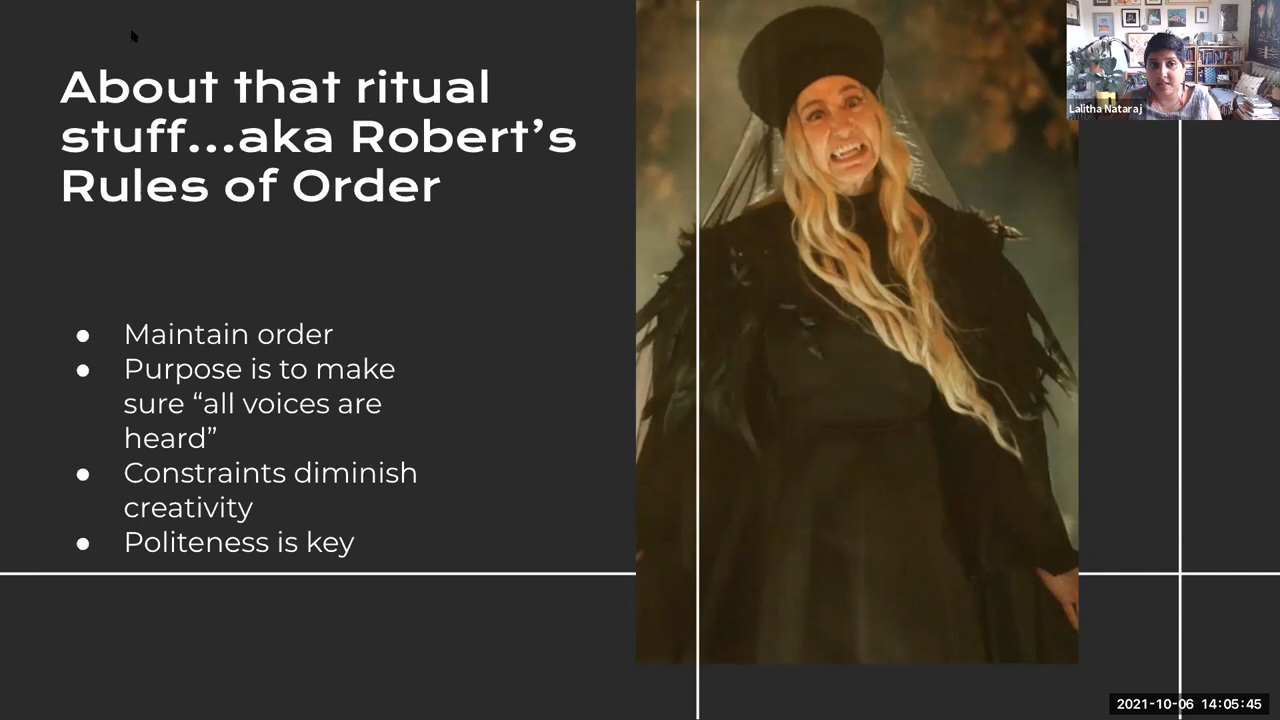 About that ritual
stuff...aka Robert’s
Rules of Order
● Maintain order
● Purpose is to make
sure “all voices are
heard”
● Constraints diminish
creativity
● Politeness is key
Lalitha Nataraj
2021-10-06 14:05:45